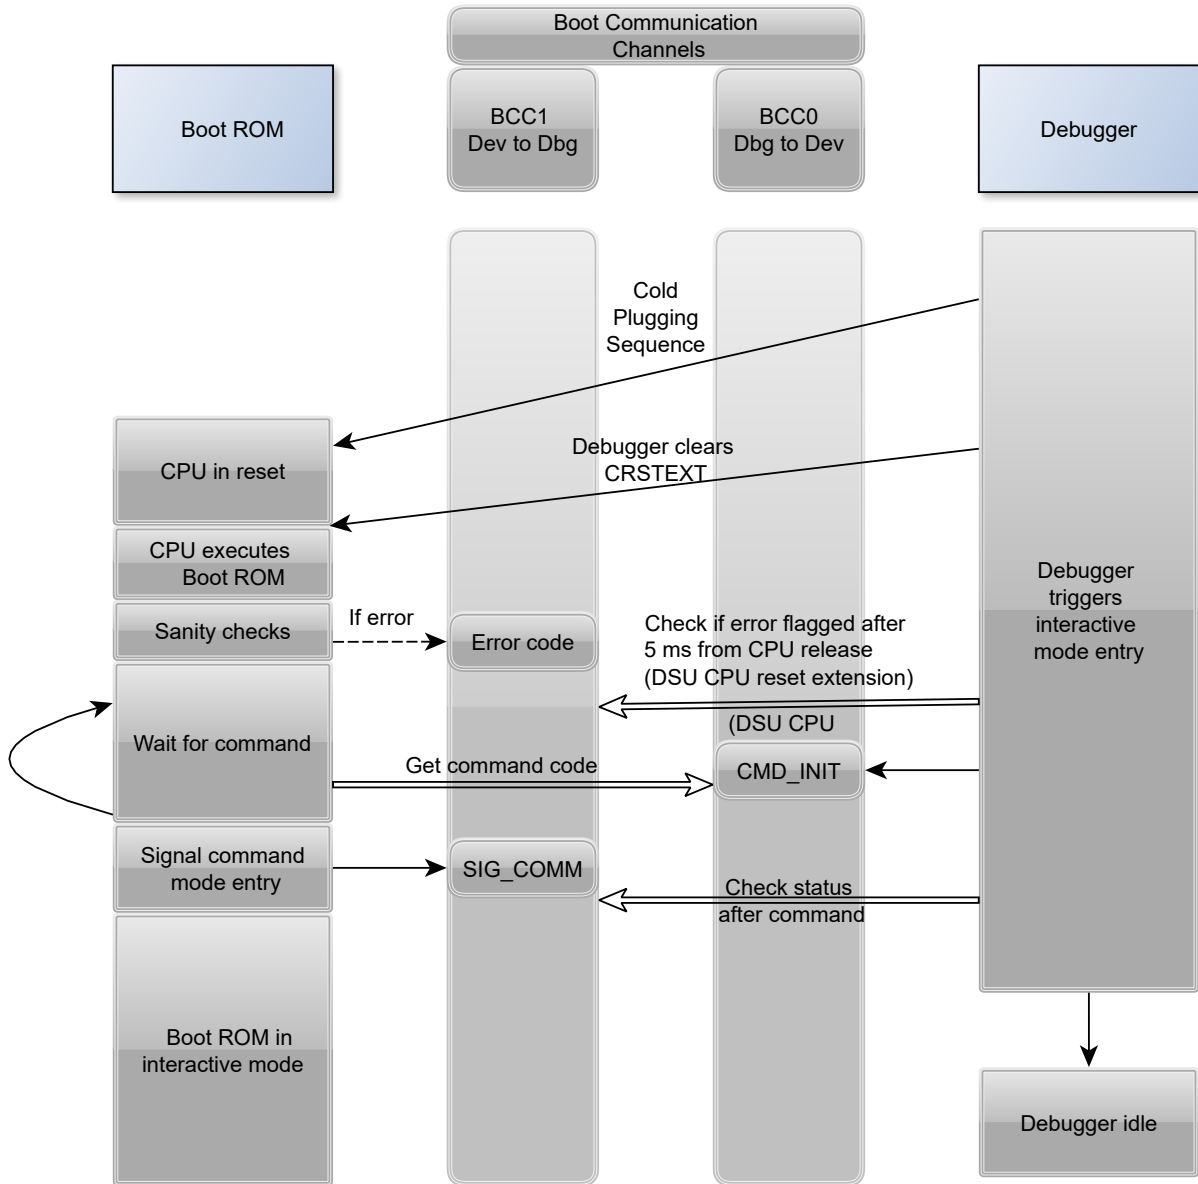 Boot Communication
Channels
Boot ROM
BCC1
Dev to Dbg
BCC0
Dbg to Dev
Debugger
Cold
Plugging
Sequence
Debugger clears
CRSTEXT
CPU in reset
CPU executes
Boot ROM
Sanity checks
If error
Error code
Check if error flagged after
5 ms from CPU release
(DSU CPU reset extension)
(DSU CPU
Debugger
triggers
interactive
mode entry
Wait for command
Get command code
CMD_INIT
Signal command
mode entry
SIG_COMM
Check status
after command
Boot ROM in
interactive mode
Debugger idle